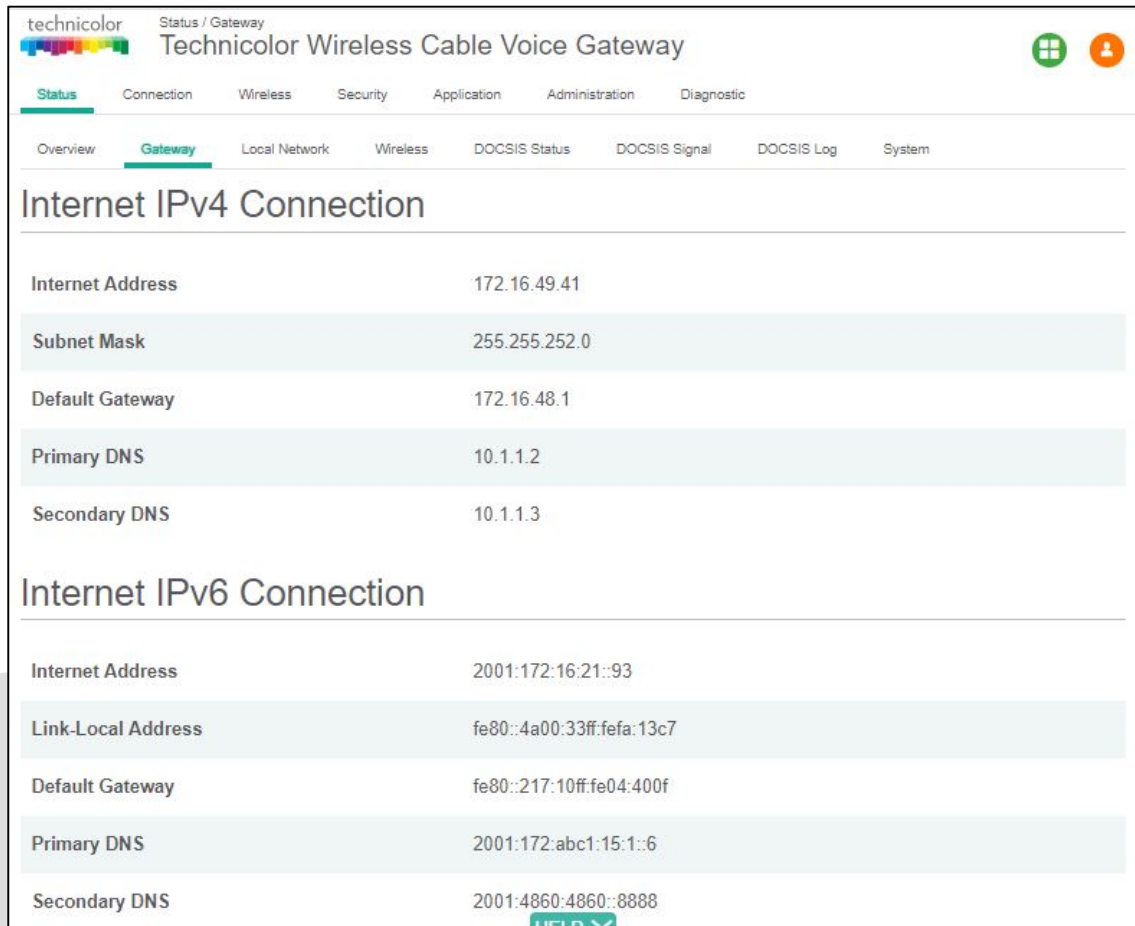 technicolor
Status / Gateway
Technicolor Wireless Cable Voice Gateway
Status Connection Wireless Security Application Administration Diagnostic
Overview Gateway Local Network Wireless DOCSIS Status DOCSIS Signal DOCSIS Log System
Internet IPv4 Connection
Internet Address 172.16.49.41
Subnet Mask 255.255.252.0
Default Gateway 172.16.48.1
Primary DNS 10.1.1.2
Secondary DNS 10.1.1.3
Internet IPv6 Connection
Internet Address 2001:172:16:21::93
Link-Local Address fe80::4a00:33ff:fefa:13c7
Default Gateway fe80::217:10ff:fe04:400f
Primary DNS 2001:172:abc1:15:1::6
Secondary DNS 2001:4860:4860::8888
HELP